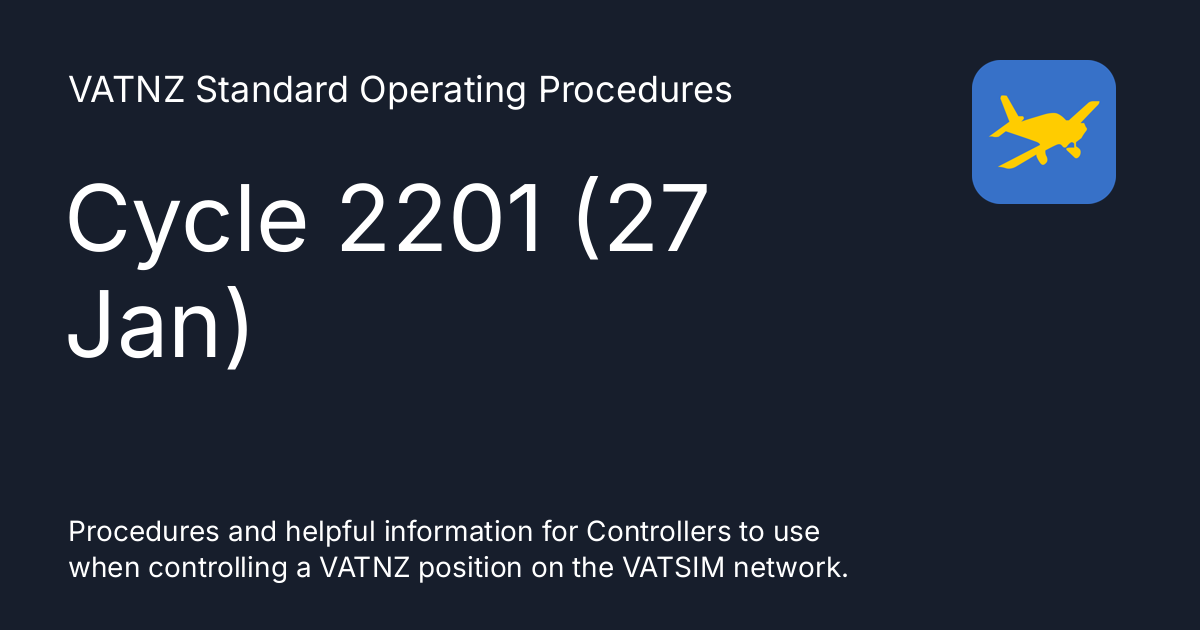 VATNZ Standard Operating Procedures
Cycle 2201 (27
Jan)
Procedures and helpful information for Controllers to use
when controlling a VATNZ position on the VATSIM network.